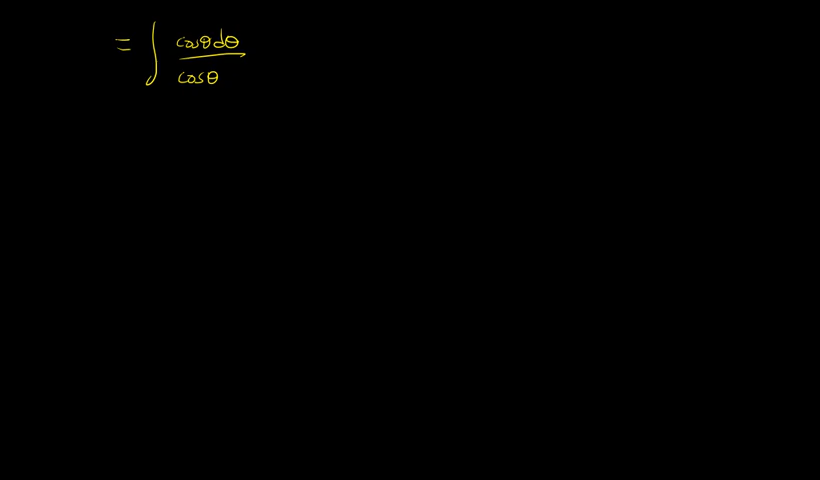 = ∫ cosθdθ / cosθ